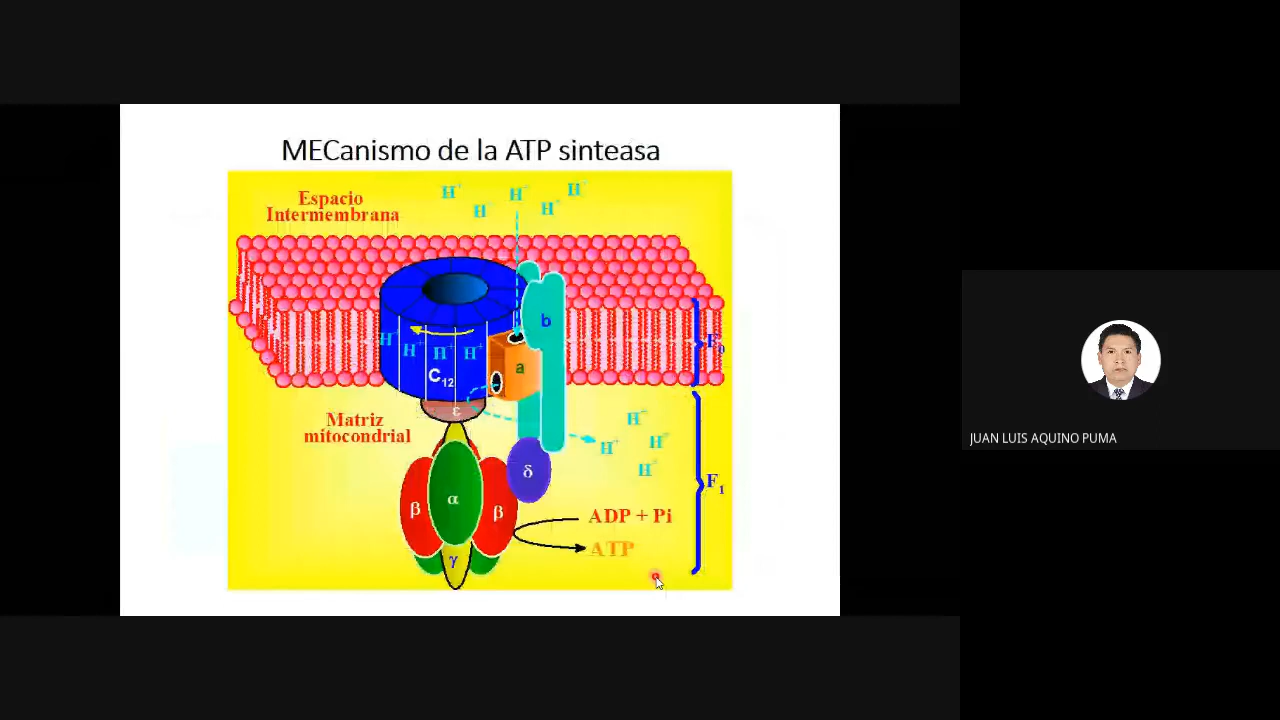 MECanismo de la ATP sinteasa
Espacio
Intermembrana
H⁺ H H⁺ H⁺ H⁺
b
H⁺ H⁺ H⁺ H⁺
F₀
a
C₁₂
ε
Matriz
mitocondrial
H⁺
H⁺ H⁺
H⁺
δ
F₁
α
β β
ADP + Pi
ATP
γ
JUAN LUIS AQUINO PUMA